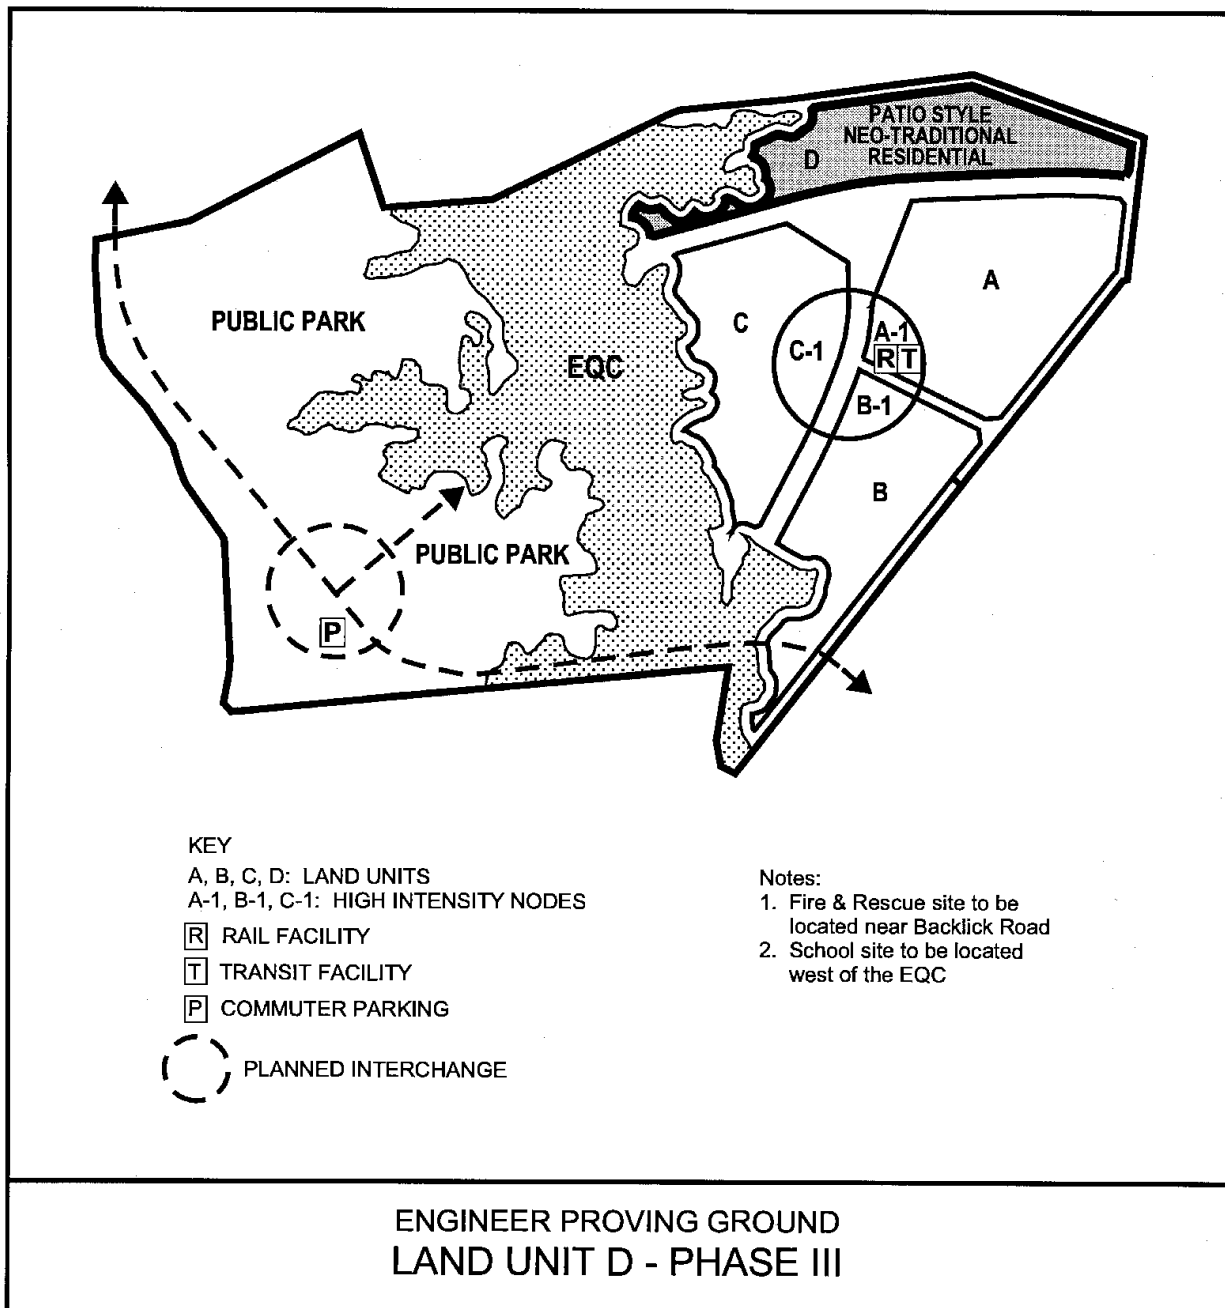 PATIO STYLE
NEO-TRADITIONAL
RESIDENTIAL
D
A
PUBLIC PARK
C
A-1
C-1
R T
EQC
B-1
B
PUBLIC PARK
P
KEY
A, B, C, D: LAND UNITS
A-1, B-1, C-1: HIGH INTENSITY NODES
R RAIL FACILITY
T TRANSIT FACILITY
P COMMUTER PARKING
PLANNED INTERCHANGE
Notes:
1. Fire & Rescue site to be
located near Backlick Road
2. School site to be located
west of the EQC
ENGINEER PROVING GROUND
LAND UNIT D - PHASE III